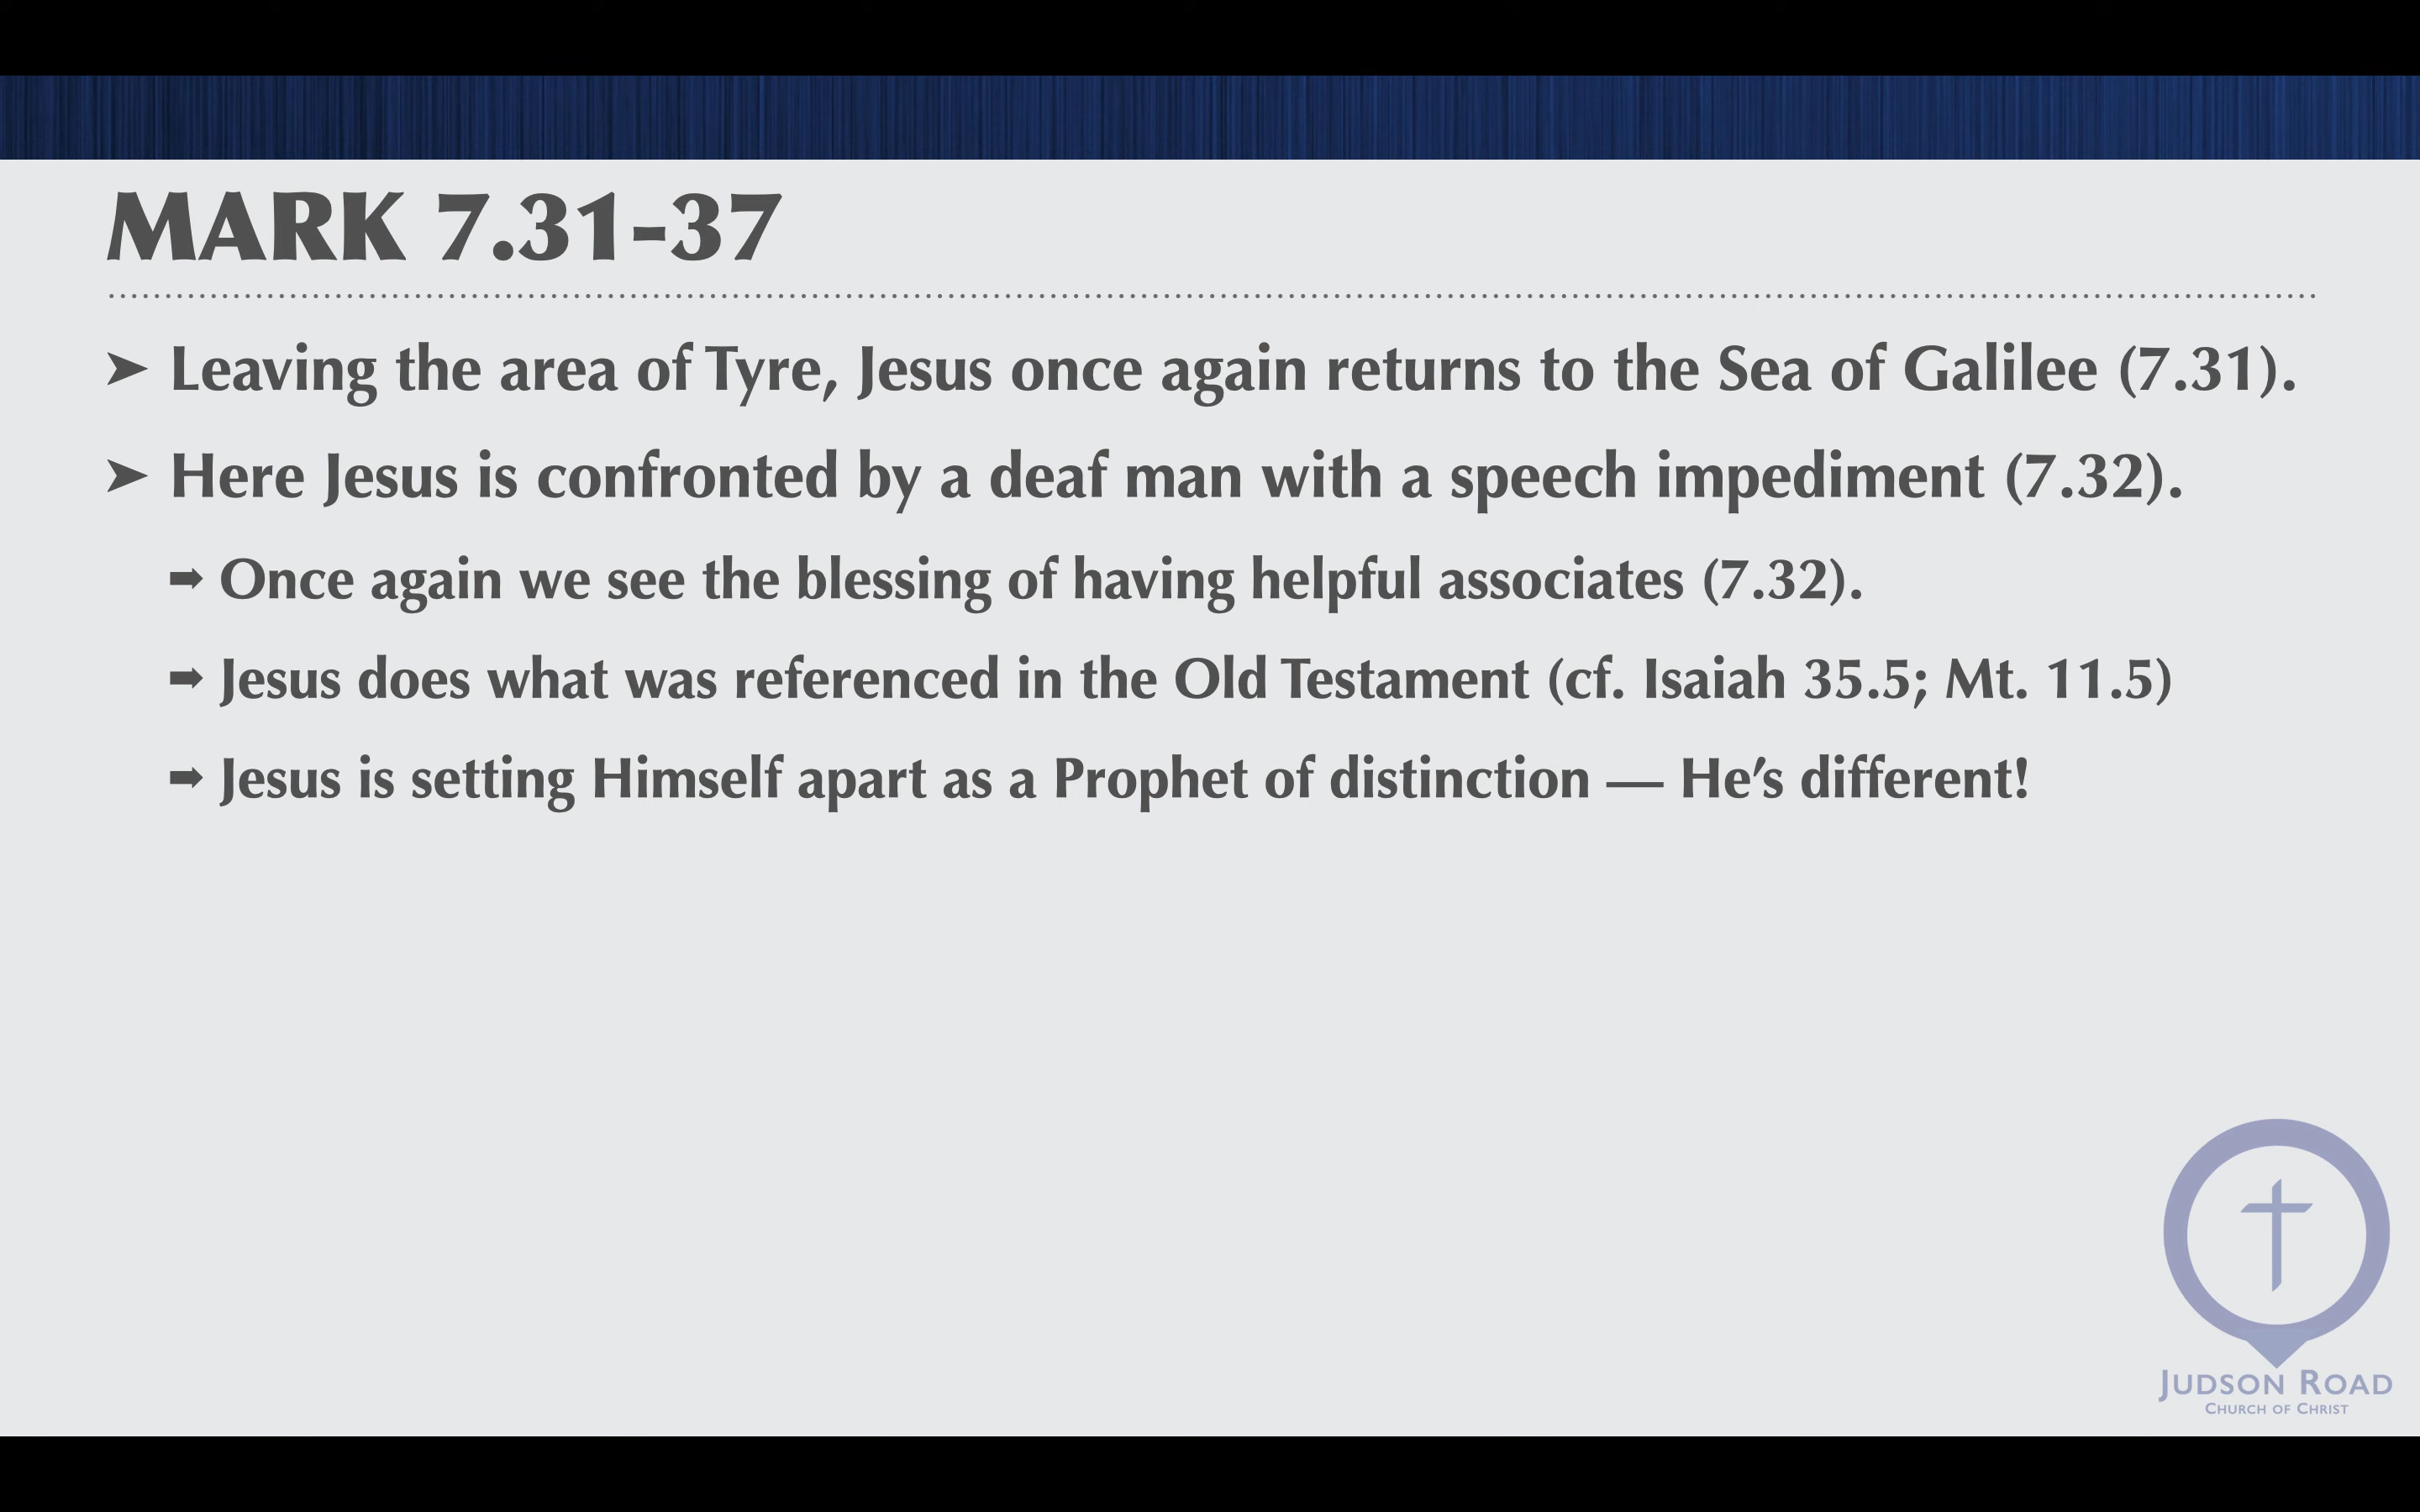 MARK 7.31-37
➤ Leaving the area of Tyre, Jesus once again returns to the Sea of Galilee (7.31).
➤ Here Jesus is confronted by a deaf man with a speech impediment (7.32).
➡ Once again we see the blessing of having helpful associates (7.32).
➡ Jesus does what was referenced in the Old Testament (cf. Isaiah 35.5; Mt. 11.5)
➡ Jesus is setting Himself apart as a Prophet of distinction — He’s different!
JUDSON ROAD
CHURCH OF CHRIST